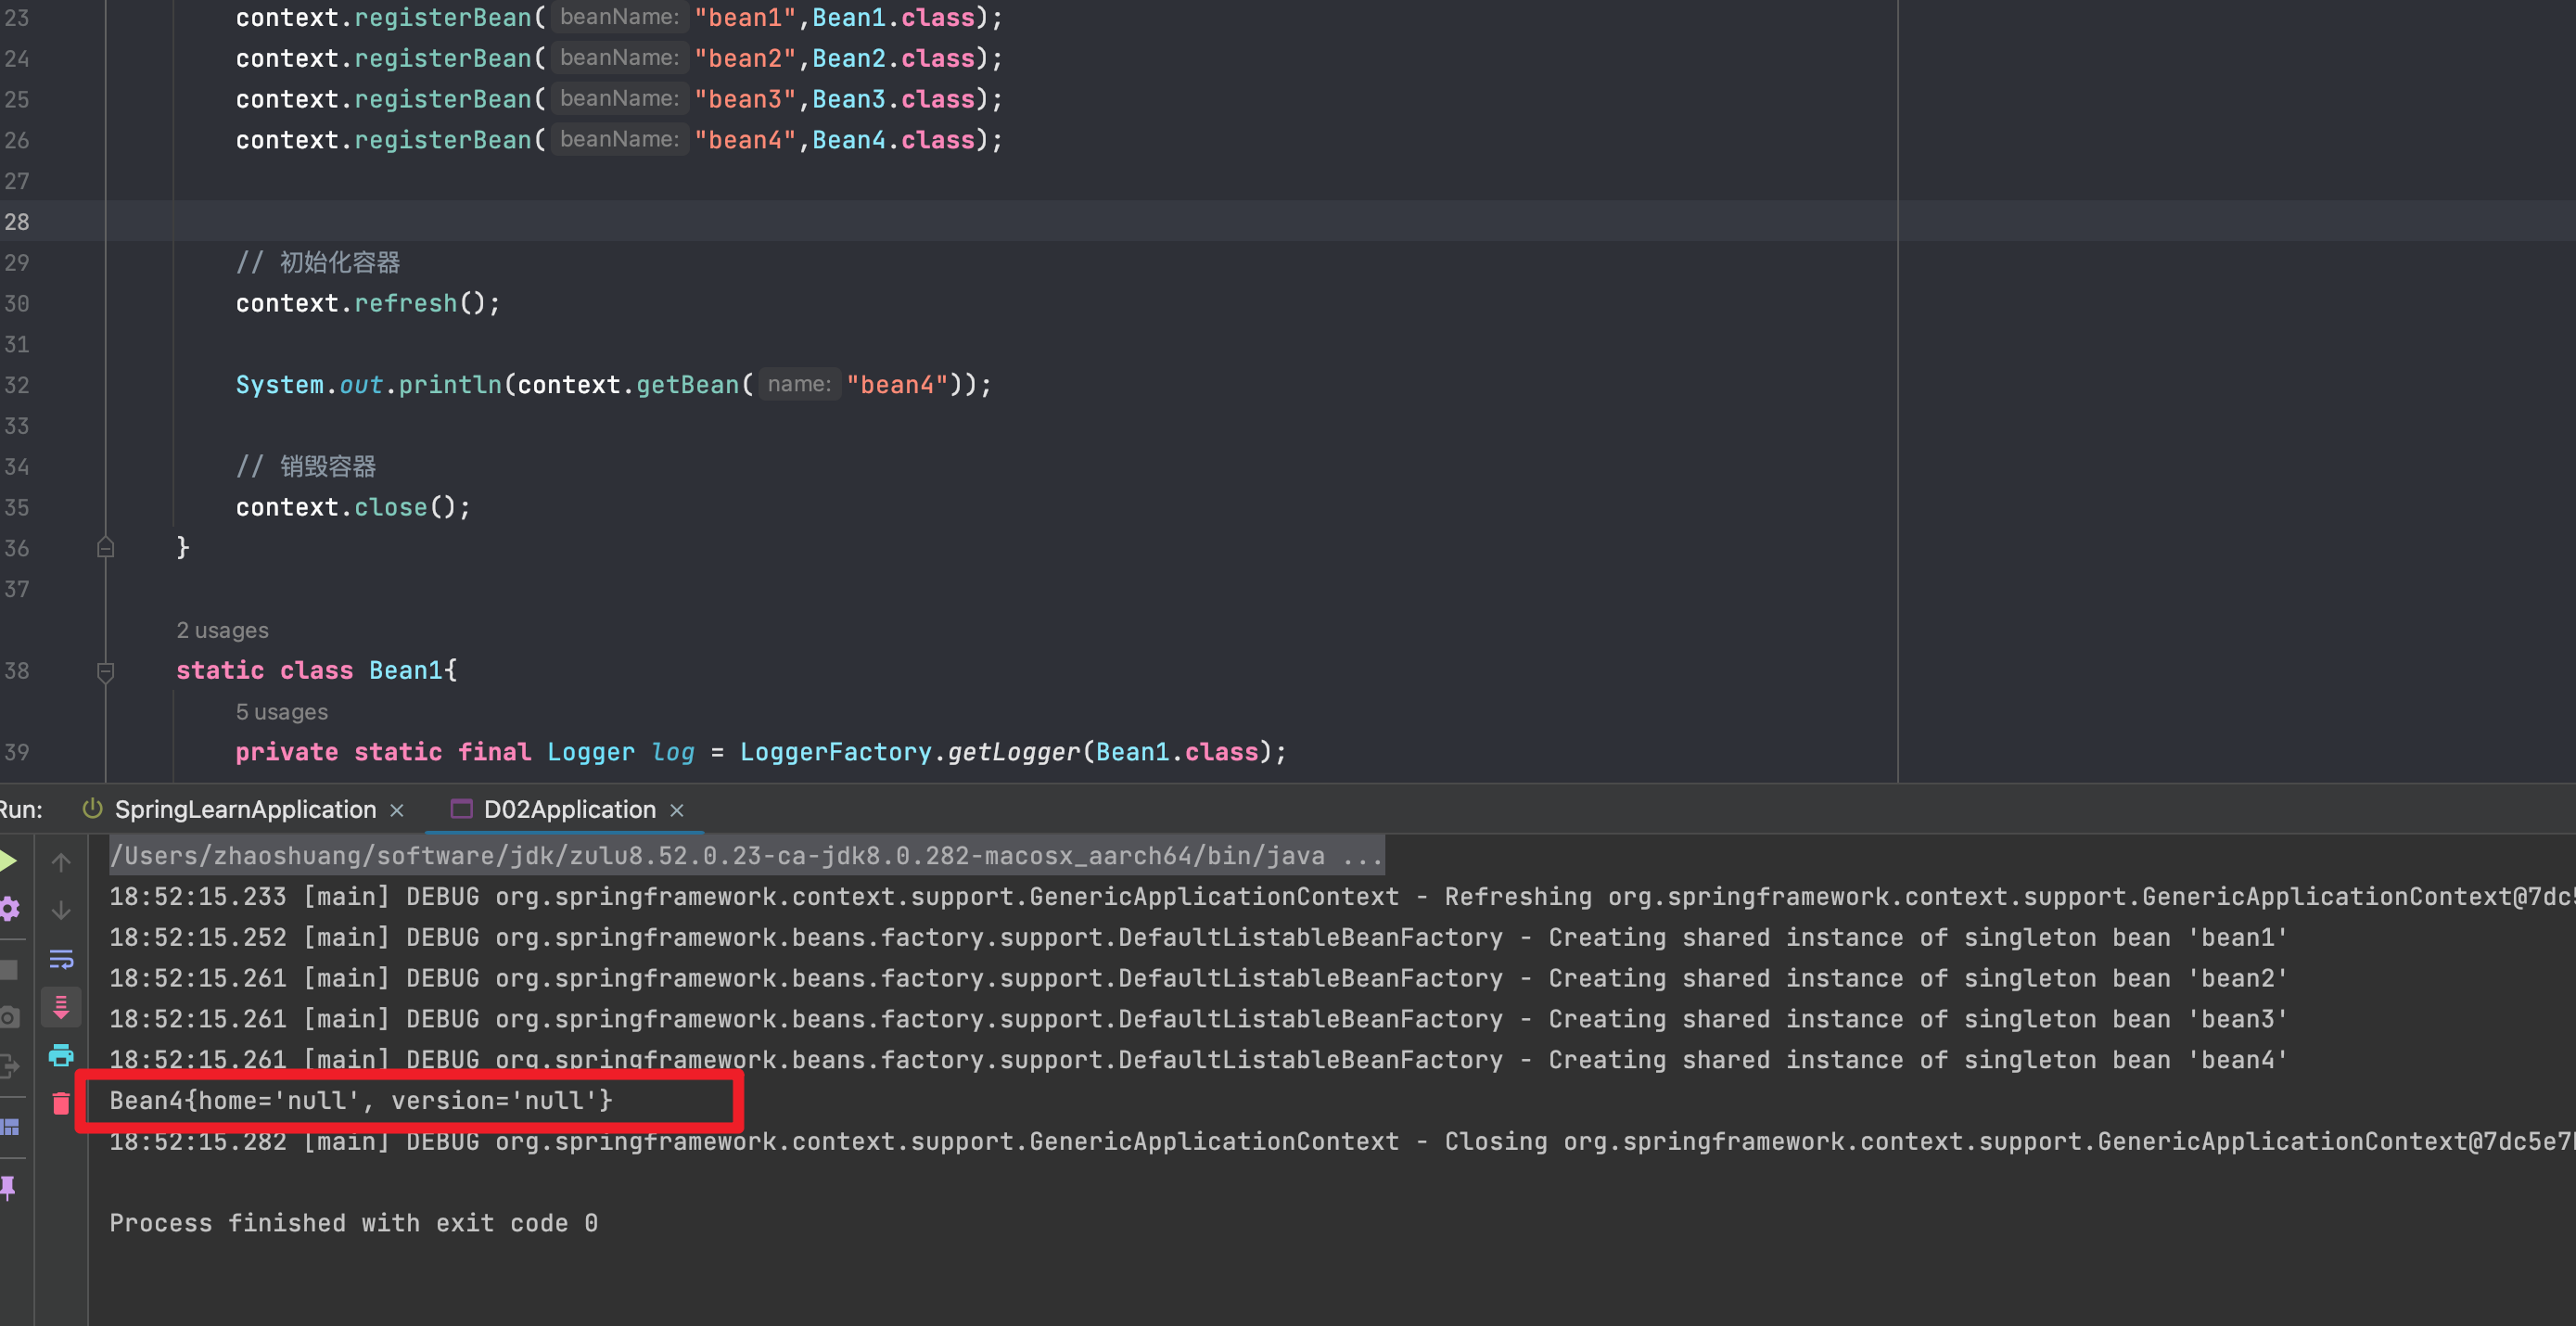 23 context.registerBean( beanName: "bean1",Bean1.class);
24 context.registerBean( beanName: "bean2",Bean2.class);
25 context.registerBean( beanName: "bean3",Bean3.class);
26 context.registerBean( beanName: "bean4",Bean4.class);
27
28
29 // 初始化容器
30 context.refresh();
31
32 System.out.println(context.getBean( name: "bean4"));
33
34 // 销毁容器
35 context.close();
36 }
37
2 usages
38 static class Bean1{
5 usages
39 private static final Logger log = LoggerFactory.getLogger(Bean1.class);
Run: SpringLearnApplication × D02Application ×
/Users/zhaoshuang/software/jdk/zulu8.52.0.23-ca-jdk8.0.282-macosx_aarch64/bin/java ...
18:52:15.233 [main] DEBUG org.springframework.context.support.GenericApplicationContext - Refreshing org.springframework.context.support.GenericApplicationContext@7dc5
18:52:15.252 [main] DEBUG org.springframework.beans.factory.support.DefaultListableBeanFactory - Creating shared instance of singleton bean 'bean1'
18:52:15.261 [main] DEBUG org.springframework.beans.factory.support.DefaultListableBeanFactory - Creating shared instance of singleton bean 'bean2'
18:52:15.261 [main] DEBUG org.springframework.beans.factory.support.DefaultListableBeanFactory - Creating shared instance of singleton bean 'bean3'
18:52:15.261 [main] DEBUG org.springframework.beans.factory.support.DefaultListableBeanFactory - Creating shared instance of singleton bean 'bean4'
Bean4{home='null', version='null'}
18:52:15.282 [main] DEBUG org.springframework.context.support.GenericApplicationContext - Closing org.springframework.context.support.GenericApplicationContext@7dc5e7
Process finished with exit code 0